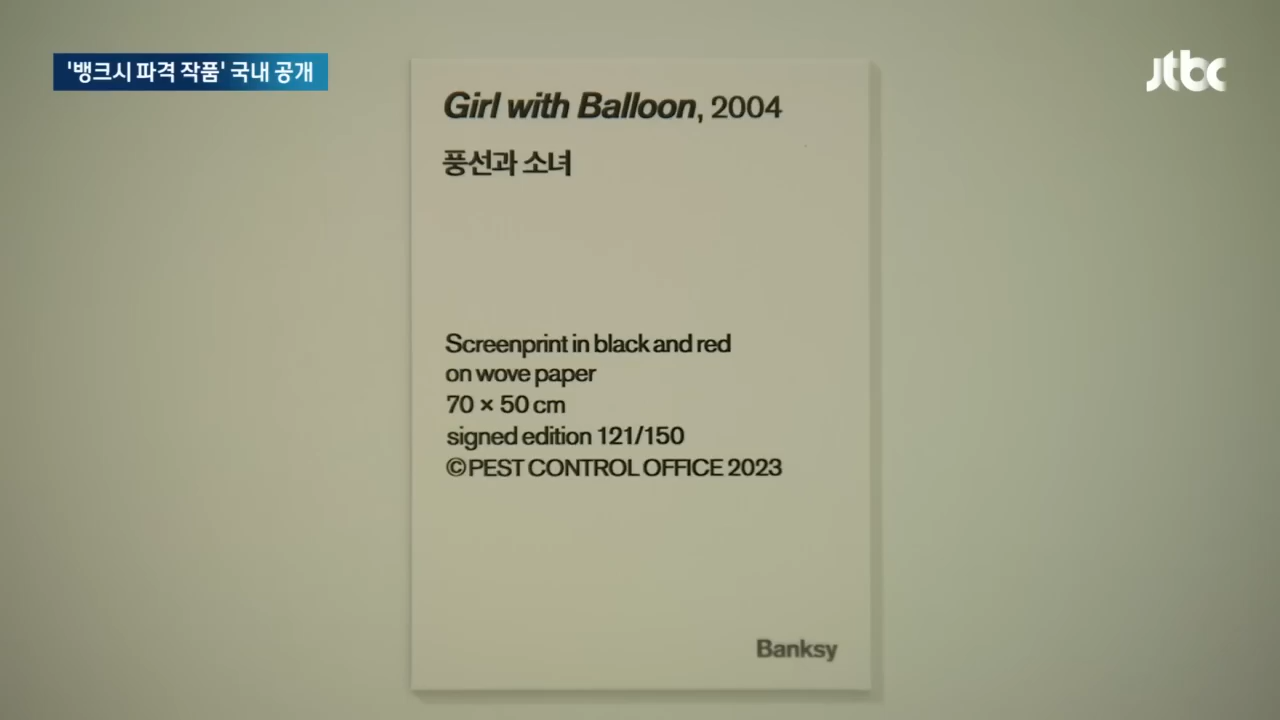 '뱅크시 파격 작품' 국내 공개
jtbc
Girl with Balloon, 2004
풍선과 소녀
Screenprint in black and red
on wove paper
70 × 50 cm
signed edition 121/150
©PEST CONTROL OFFICE 2023
Banksy